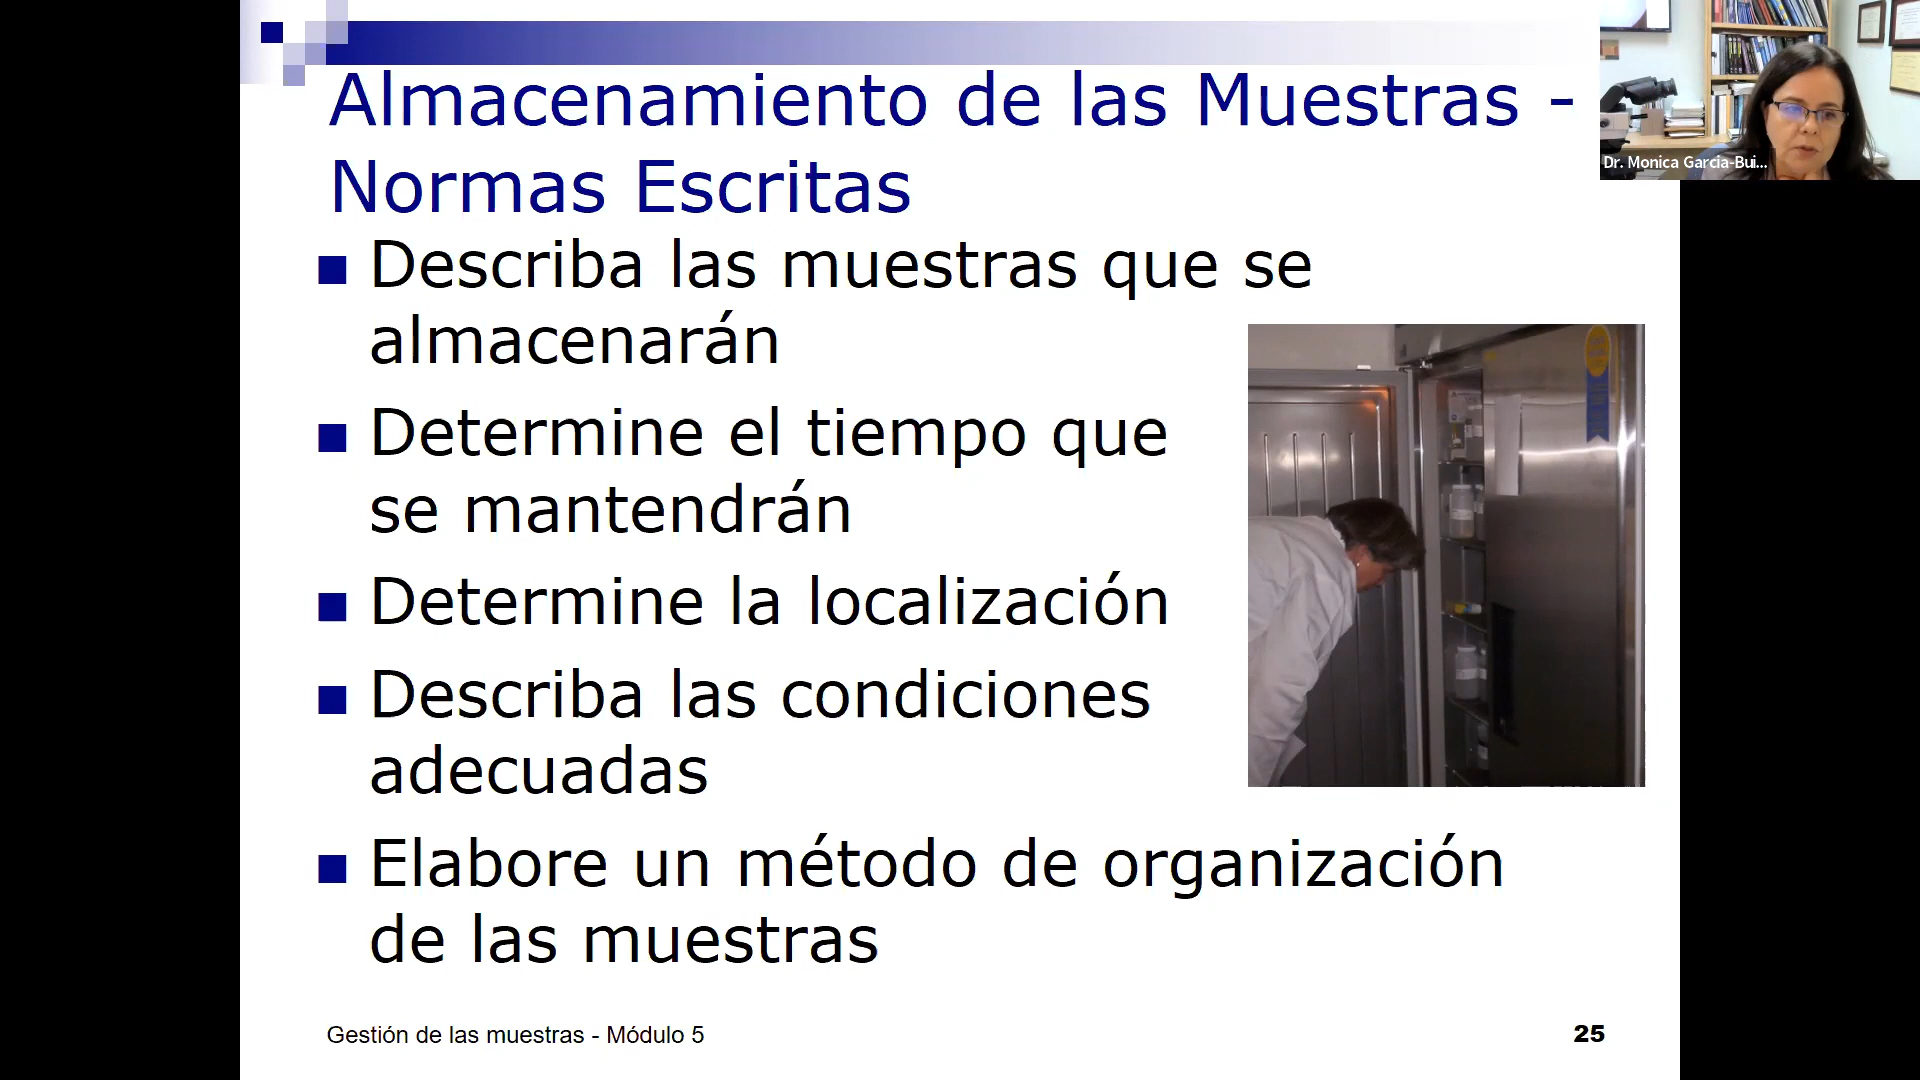 Almacenamiento de las Muestras -
Normas Escritas
Describa las muestras que se
almacenarán
Determine el tiempo que
se mantendrán
Determine la localización
Describa las condiciones
adecuadas
Elabore un método de organización
de las muestras
Gestión de las muestras - Módulo 5
25
Dr. Monica Garcia-Bui...